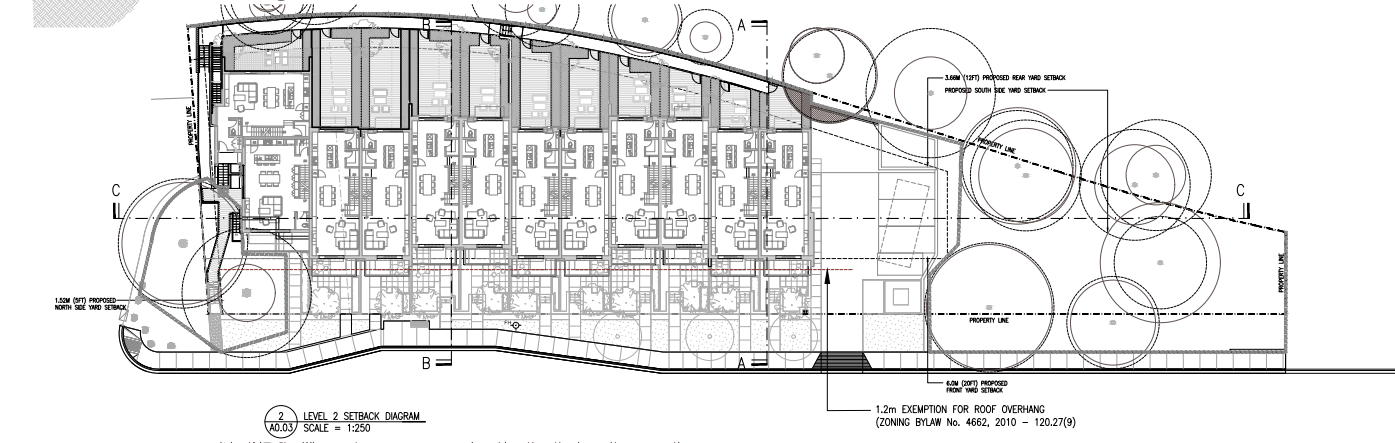 B
A
3.66M (12FT) PROPOSED REAR YARD SETBACK
PROPOSED SOUTH SIDE YARD SETBACK
PROPERTY LINE
PROPERTY LINE
C
C
PROPERTY LINE
1.52M (5FT) PROPOSED
NORTH SIDE YARD SETBACK
PROPERTY LINE
FH
B
A
6.0M (20FT) PROPOSED
FRONT YARD SETBACK
1.2m EXEMPTION FOR ROOF OVERHANG
(ZONING BYLAW No. 4662, 2010 - 120.27(9)
2
A0.03
LEVEL 2 SETBACK DIAGRAM
SCALE = 1:250